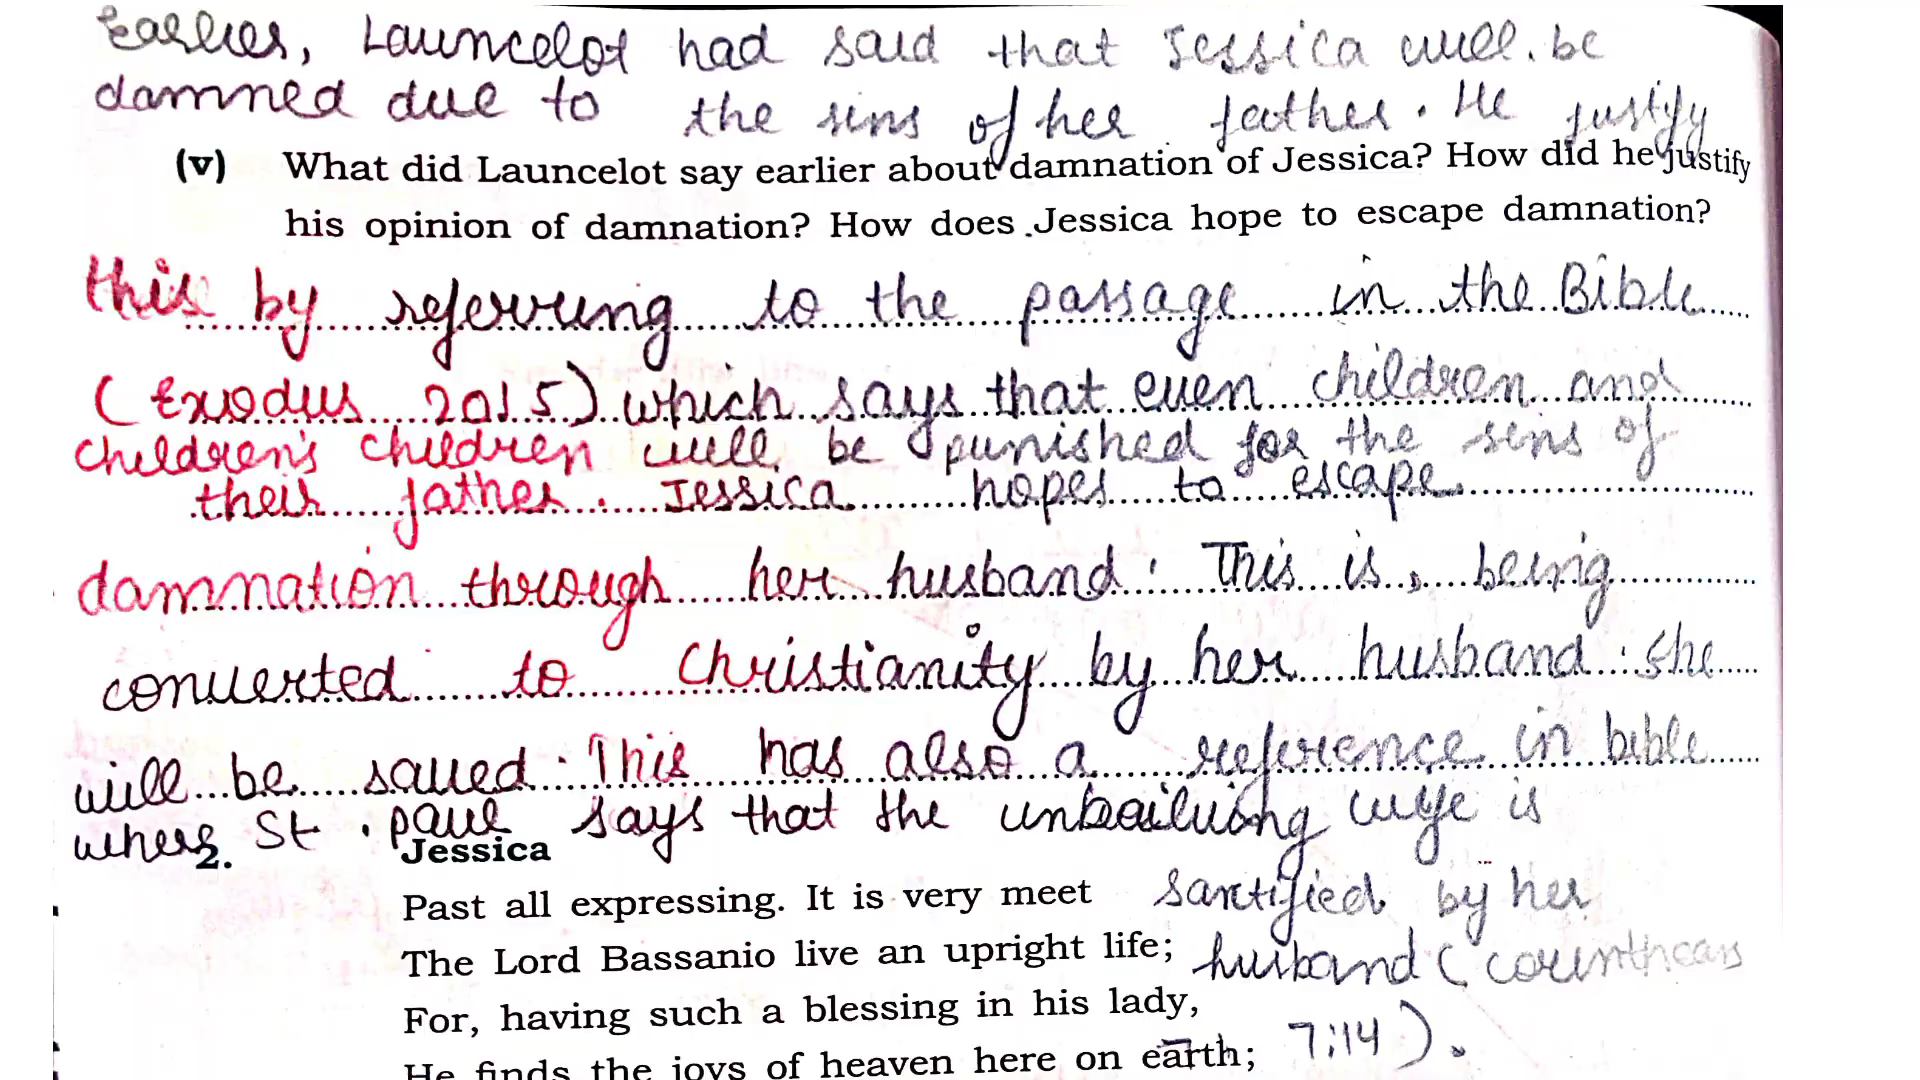 Earlier, Launcelot had said that Jessica will be
damned due to the sins of her father. He justify
(v) What did Launcelot say earlier about damnation of Jessica? How did he justify
his opinion of damnation? How does Jessica hope to escape damnation?
this by referring to the passage in the Bible
(Exodus 20:5) which says that even children and
children's children will be punished for the sins of
their father. Jessica hopes to escape
damnation through her husband. This is, being
converted to Christianity by her husband. She
will be saved. This has also a reference in bible
where St. paul says that the unbailuiong wife is
2. Jessica
Past all expressing. It is very meet
santified by her
The Lord Bassanio live an upright life;
husband (corintheans
For, having such a blessing in his lady,
7:14).
He finds the joys of heaven here on earth;